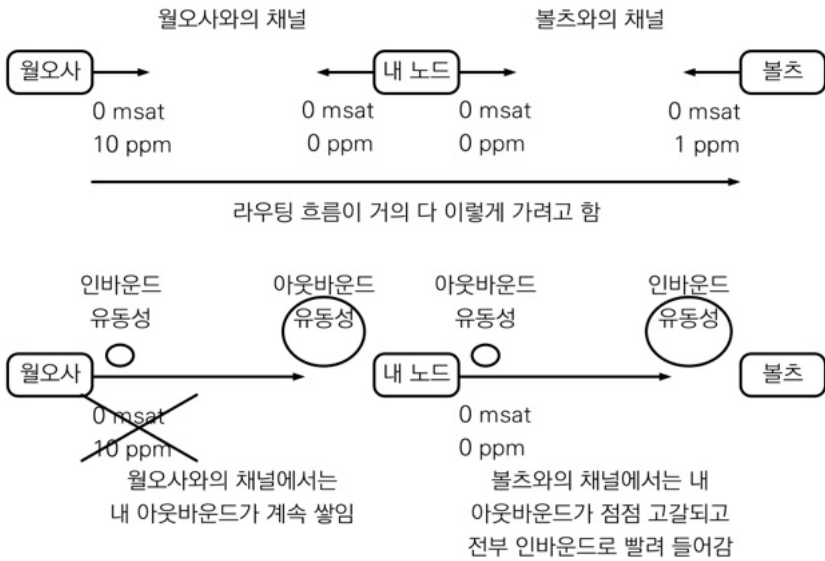 월오사와의 채널
볼츠와의 채널
월오사
내 노드
볼츠
0 msat
10 ppm
0 msat
0 ppm
0 msat
0 ppm
0 msat
1 ppm
라우팅 흐름이 거의 다 이렇게 가려고 함
인바운드
유동성
아웃바운드
유동성
아웃바운드
유동성
인바운드
유동성
월오사
내 노드
볼츠
0 msat
10 ppm
0 msat
0 ppm
월오사와의 채널에서는
내 아웃바운드가 계속 쌓임
볼츠와의 채널에서는 내
아웃바운드가 점점 고갈되고
전부 인바운드로 빨려 들어감